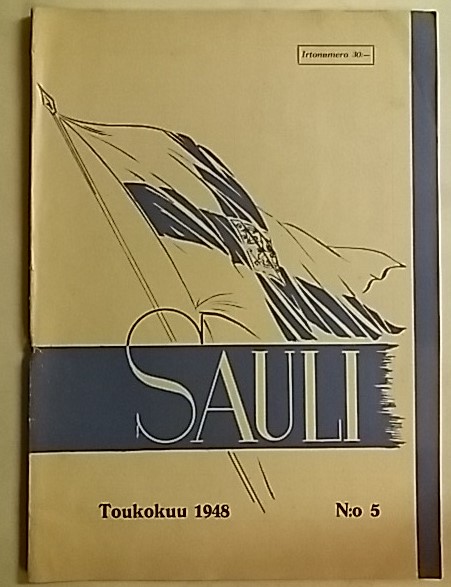 Irtonumero 30:—
SAULI
Toukokuu 1948 N:o 5